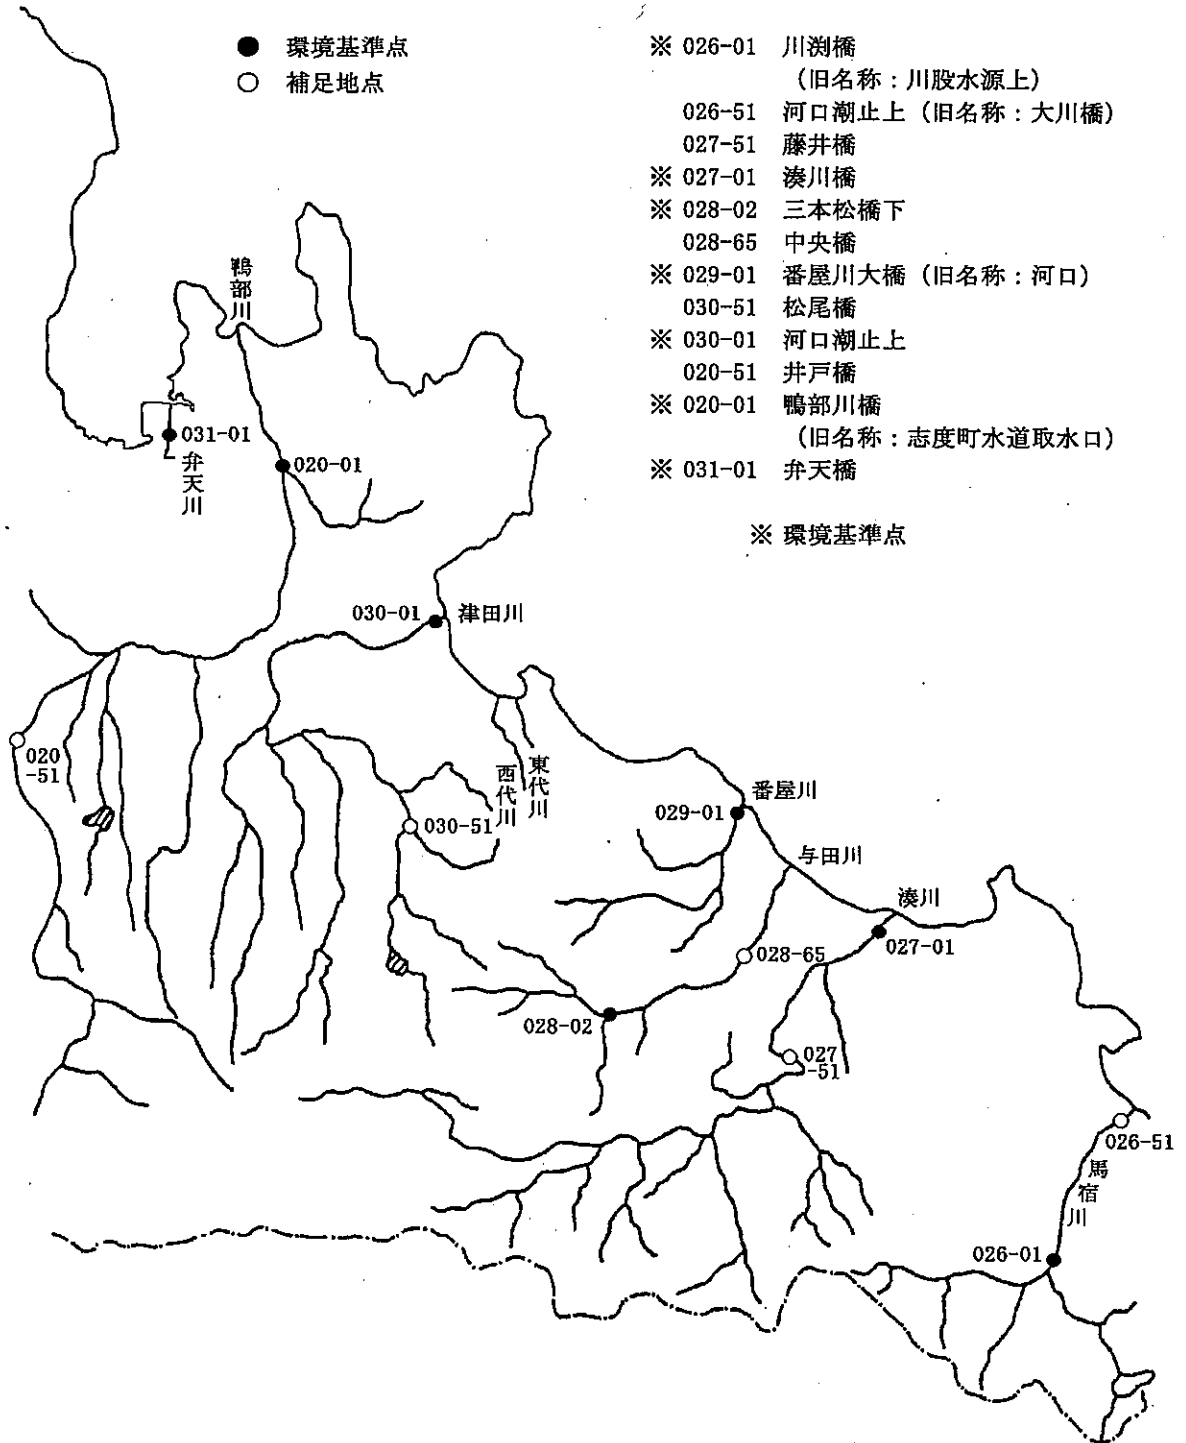 ● 環境基準点
○ 補足地点
※ 026-01 川渕橋
(旧名称：川股水源上)
026-51 河口潮止上 (旧名称：大川橋)
027-51 藤井橋
※ 027-01 湊川橋
※ 028-02 三本松橋下
028-65 中央橋
※ 029-01 番屋川大橋 (旧名称：河口)
030-51 松尾橋
※ 030-01 河口潮止上
020-51 井戸橋
※ 020-01 鴨部川橋
(旧名称：志度町水道取水口)
※ 031-01 弁天橋
※ 環境基準点
鴨部川
031-01
弁天川
020-01
030-01
津田川
020
-51
西代川
東代川
030-51
番屋川
029-01
与田川
湊川
027-01
028-65
028-02
027
-51
026-51
馬宿川
026-01